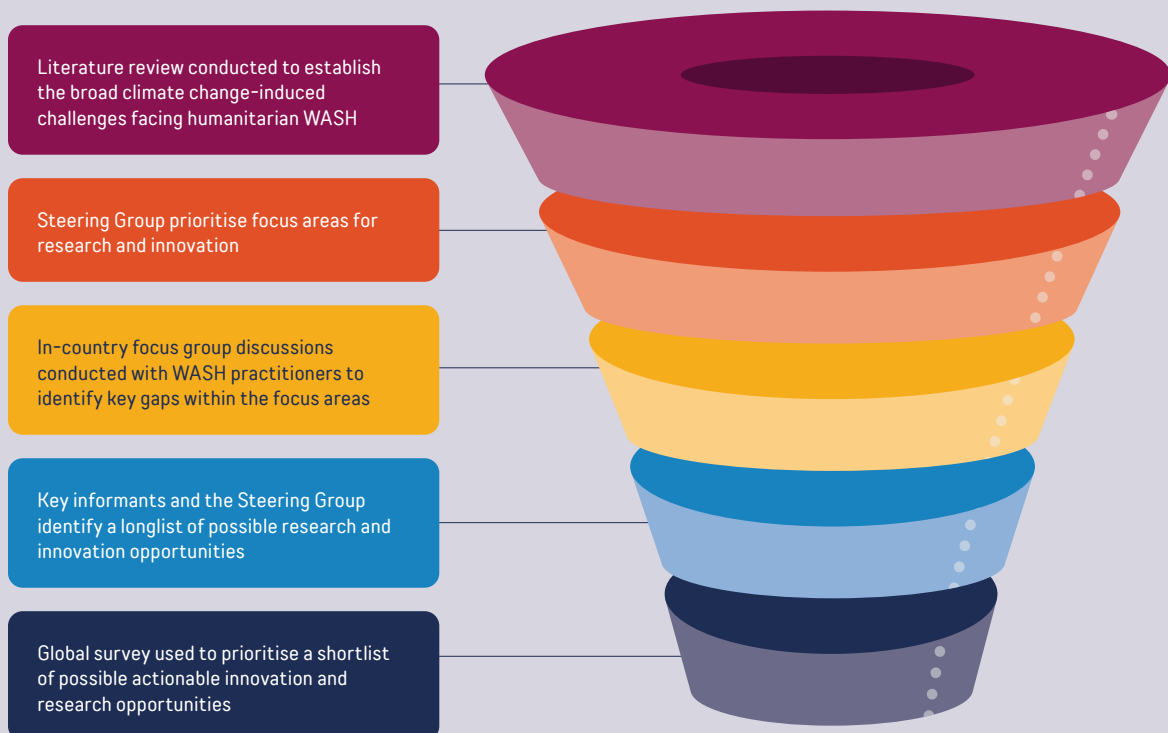 Literature review conducted to establish
the broad climate change-induced
challenges facing humanitarian WASH
Steering Group prioritise focus areas for
research and innovation
In-country focus group discussions
conducted with WASH practitioners to
identify key gaps within the focus areas
Key informants and the Steering Group
identify a longlist of possible research and
innovation opportunities
Global survey used to prioritise a shortlist
of possible actionable innovation and
research opportunities